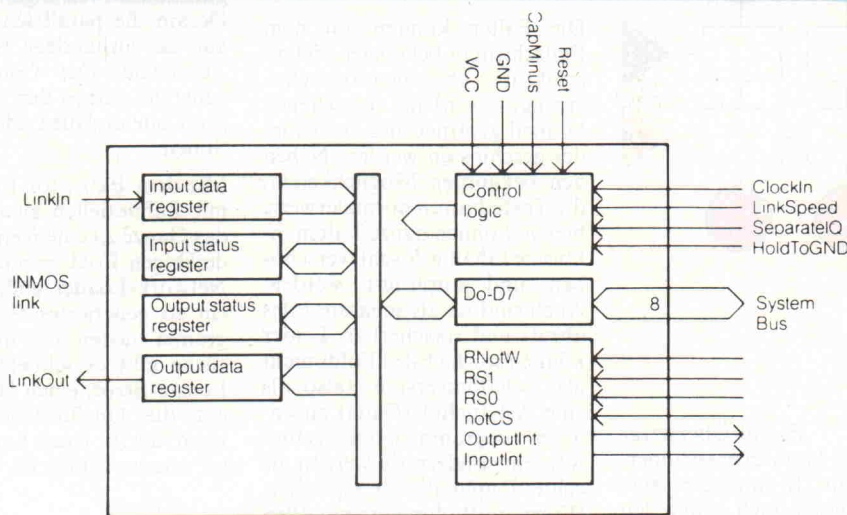 VCC
GND
CapMinus
Reset
LinkIn
INMOS
link
LinkOut
Input data
register
Input status
register
Output status
register
Output data
register
Control
logic
Do-D7
RNotW
RS1
RS0
notCS
OutputInt
InputInt
ClockIn
LinkSpeed
SeparateIQ
HoldToGND
8
System
Bus